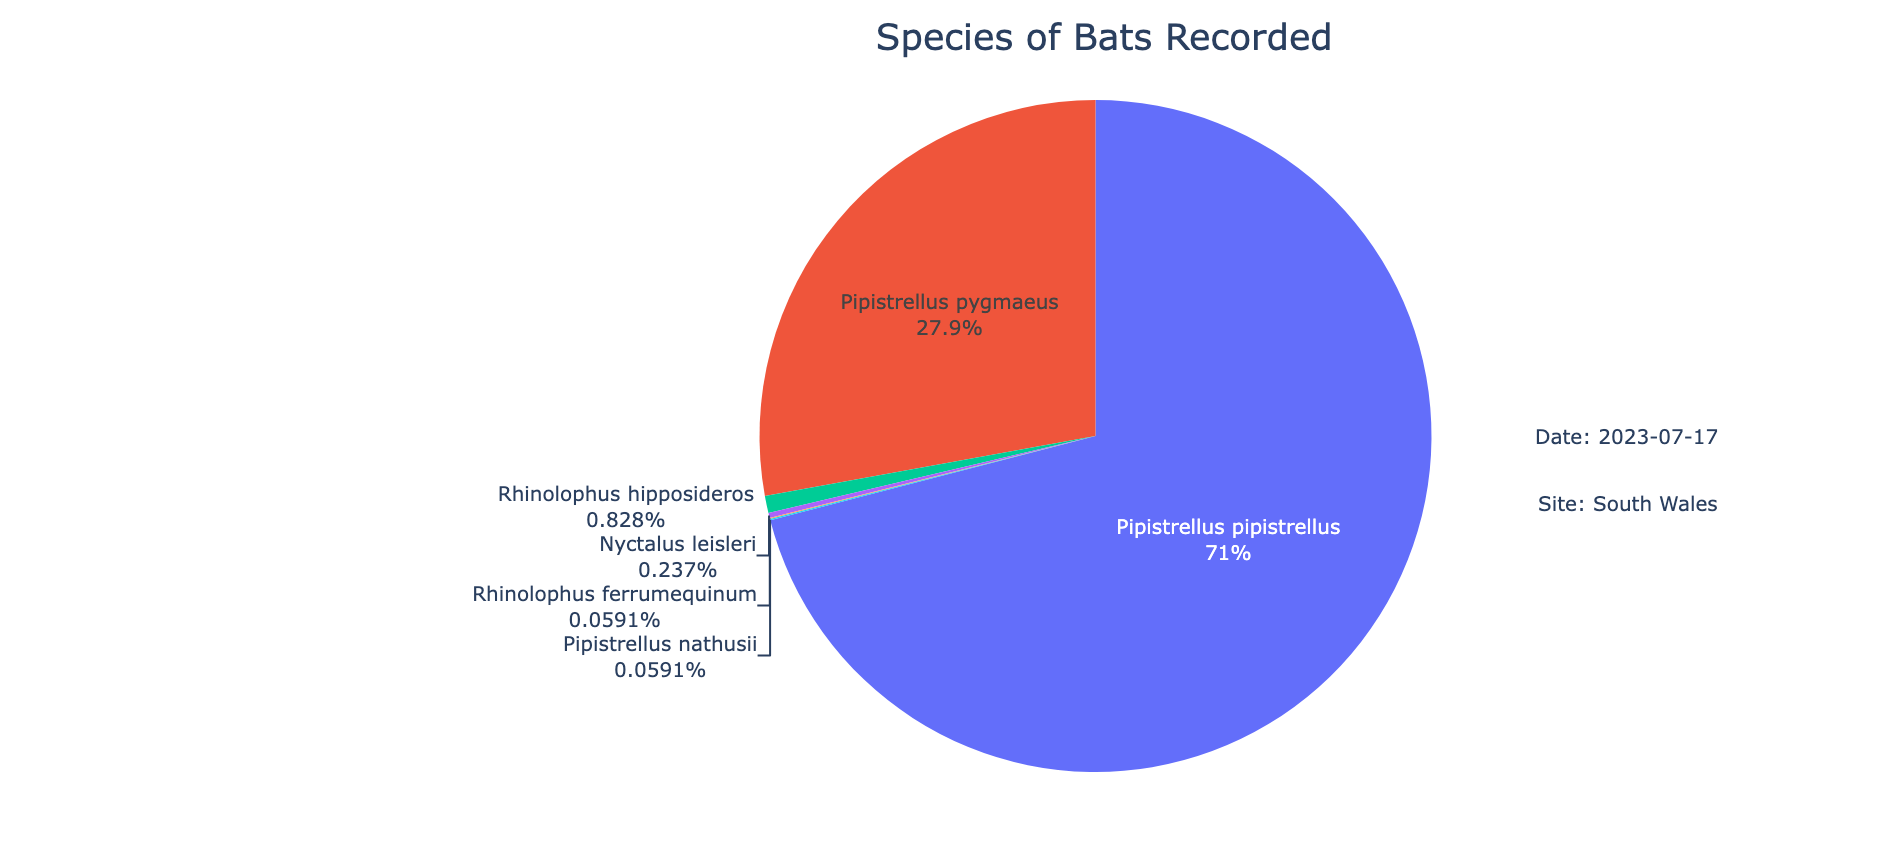 Species of Bats Recorded
Pipistrellus pygmaeus
27.9%
Date: 2023-07-17
Rhinolophus hipposideros
0.828%
Site: South Wales
Pipistrellus pipistrellus
71%
Nyctalus leisleri
0.237%
Rhinolophus ferrumequinum
0.0591%
Pipistrellus nathusii
0.0591%